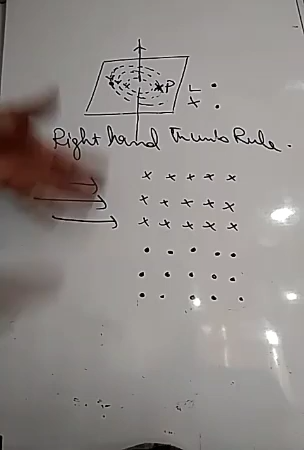 P
L
X
Right hand Thumb Rule.
x x x x x
x x x x x
x x x x x